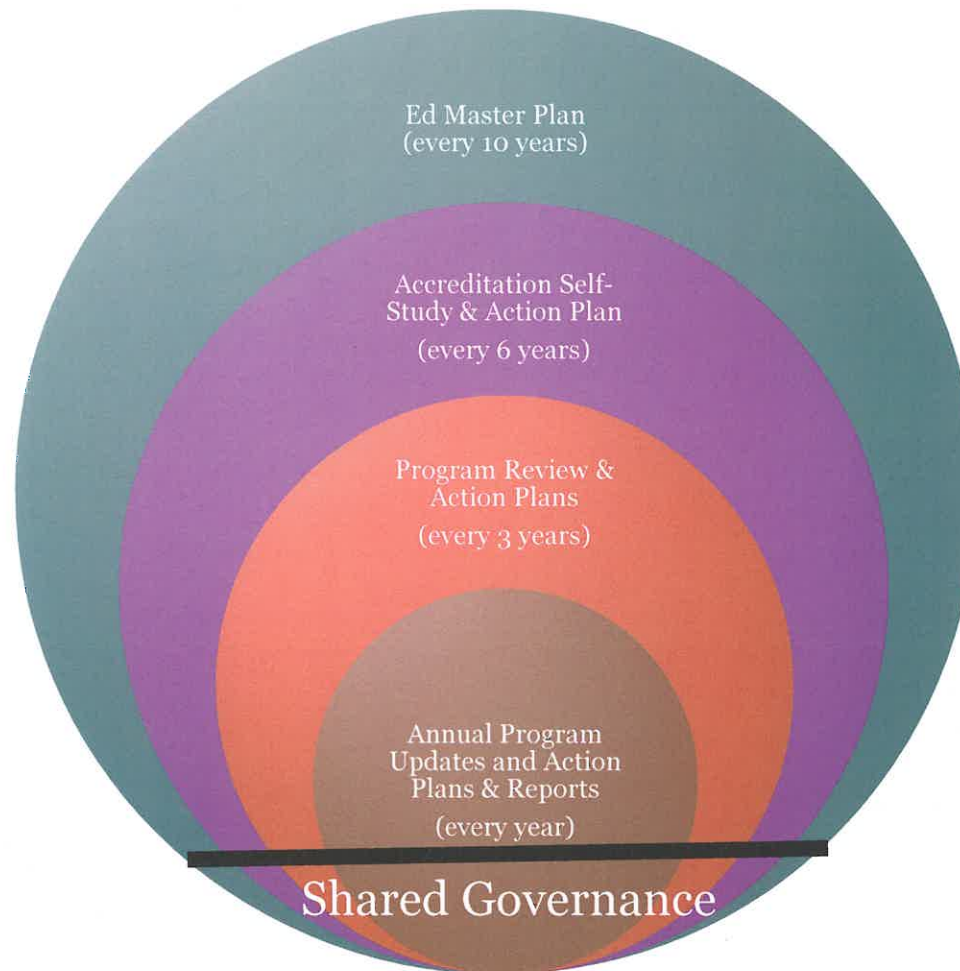 Ed Master Plan
(every 10 years)
Accreditation Self-
Study & Action Plan
(every 6 years)
Program Review &
Action Plans
(every 3 years)
Annual Program
Updates and Action
Plans & Reports
(every year)
Shared Governance